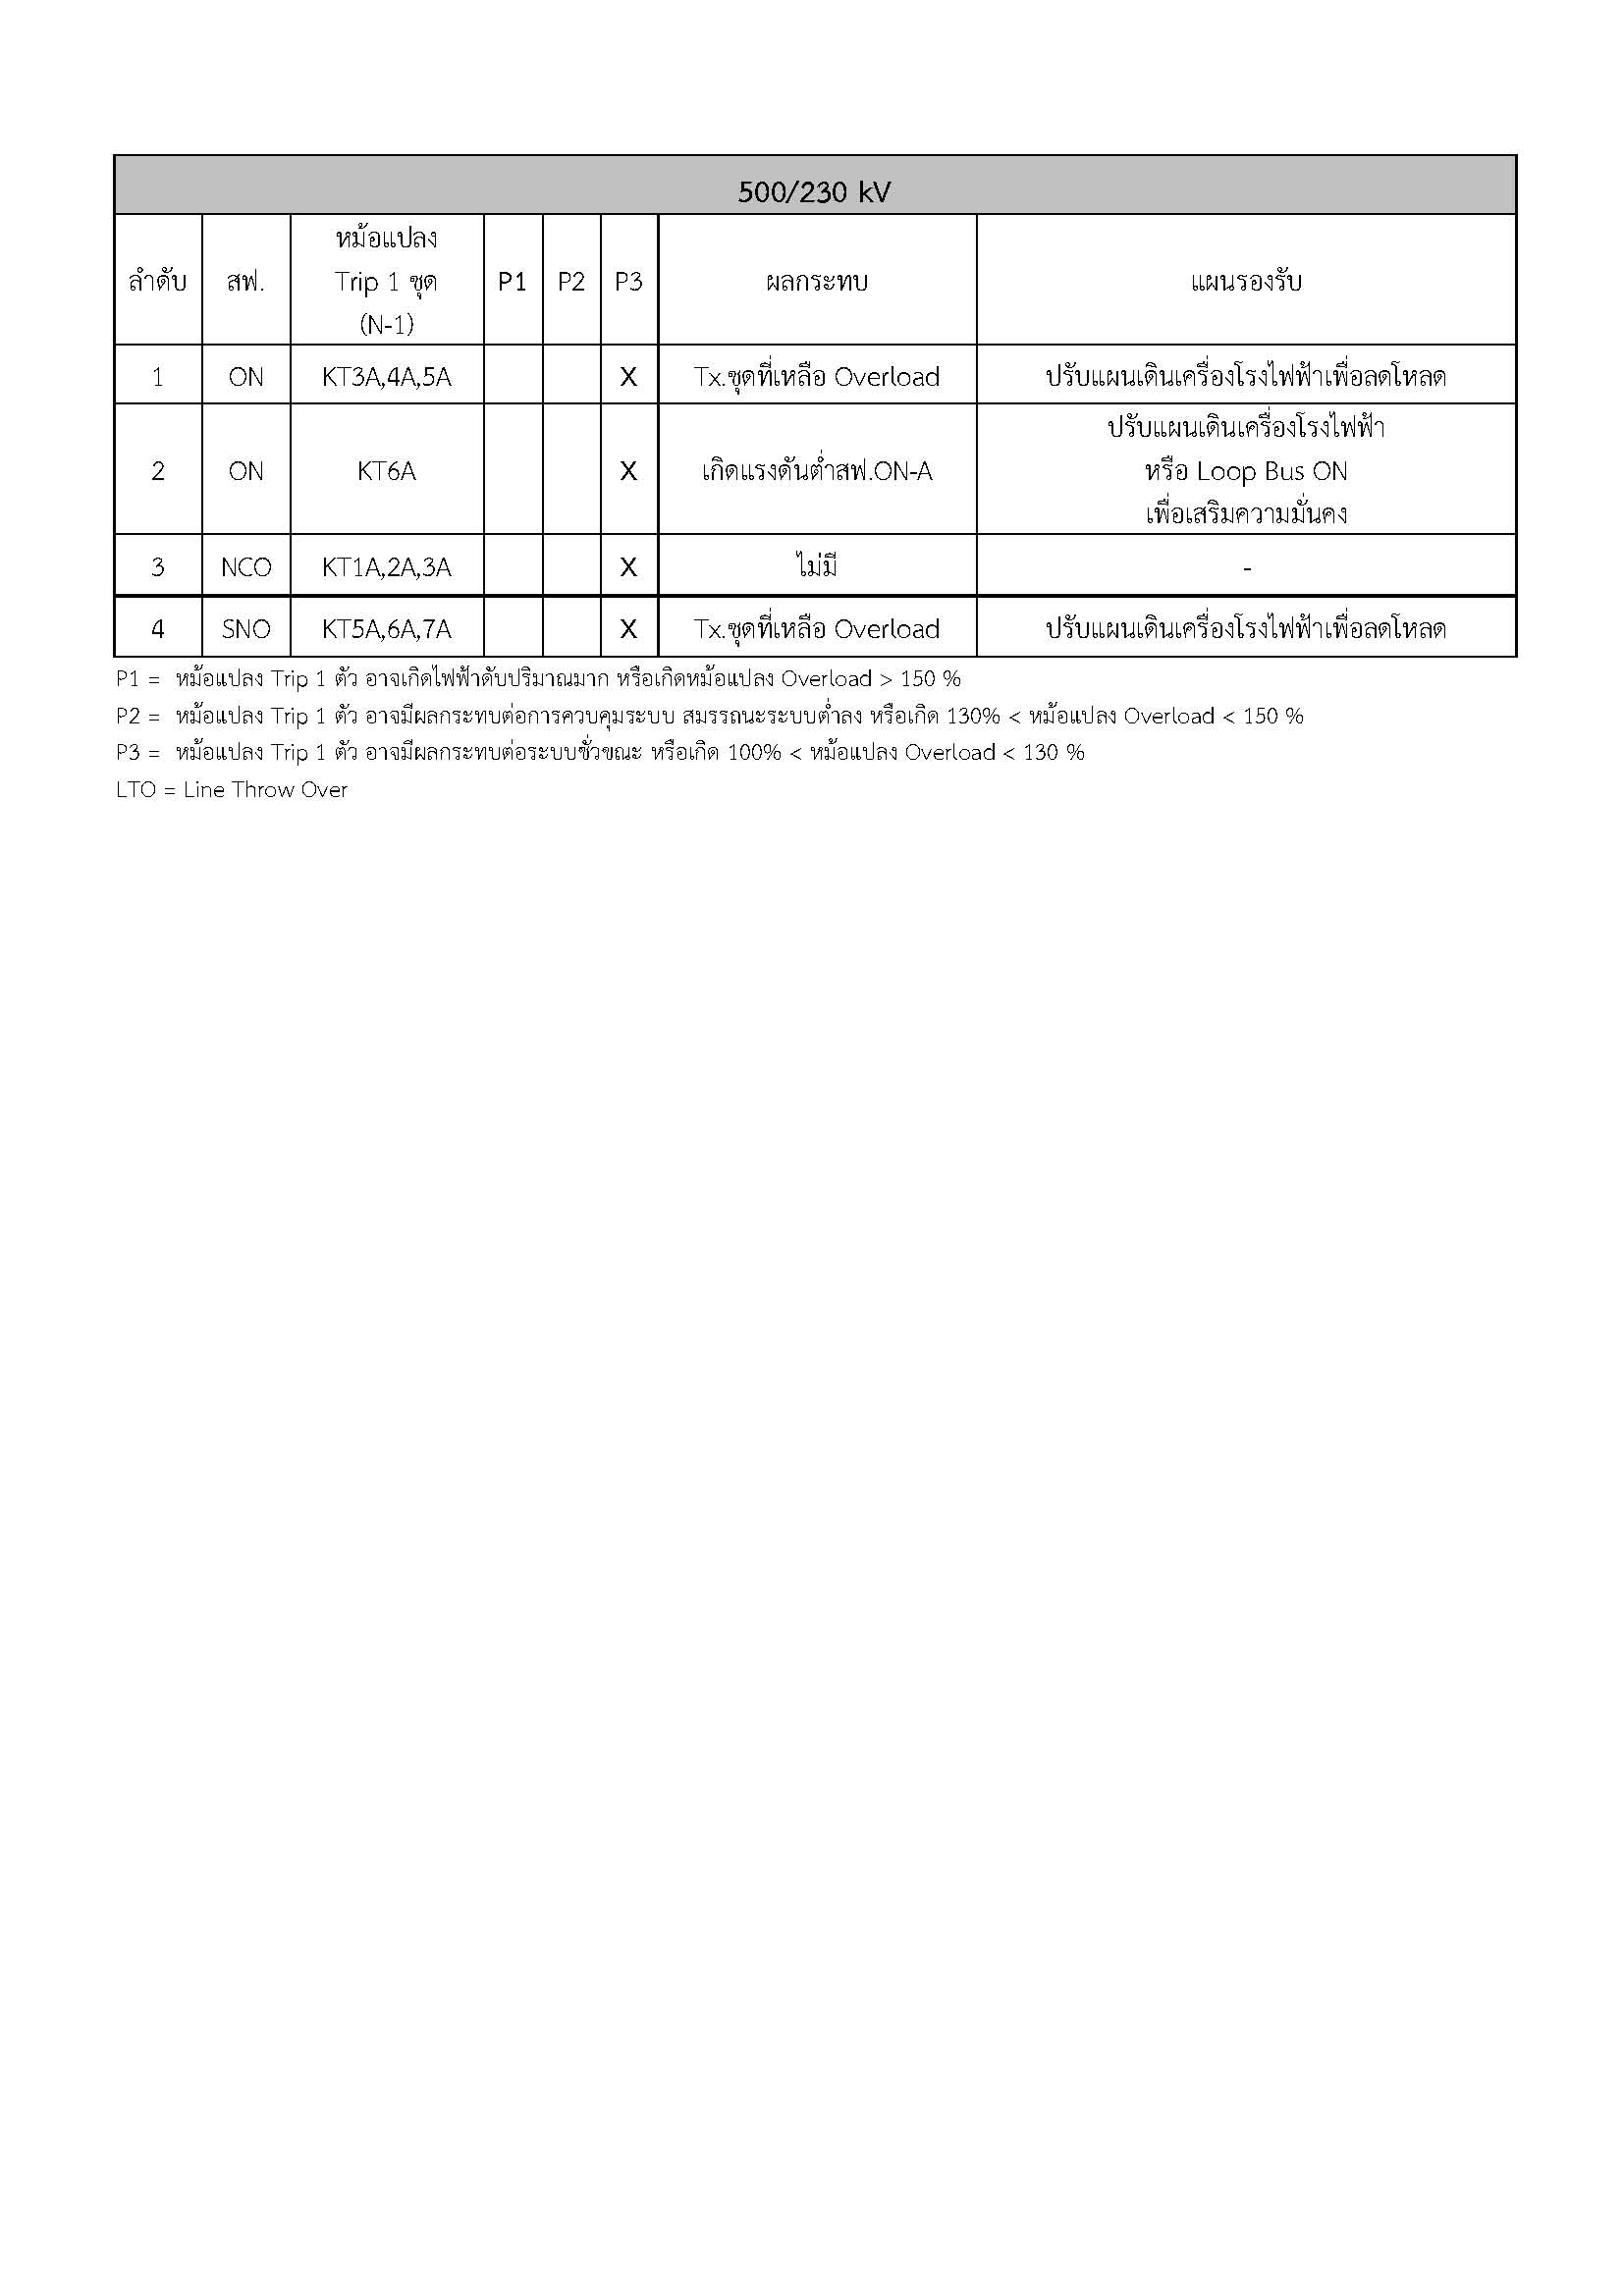 500/230 kV
ลำดับ สฟ. หม้อแปลง Trip 1 ชุด (N-1) P1 P2 P3 ผลกระทบ แผนรองรับ
1 ON KT3A,4A,5A X Tx.ชุดที่เหลือ Overload ปรับแผนเดินเครื่องโรงไฟฟ้าเพื่อลดโหลด
2 ON KT6A X เกิดแรงดันต่ำสฟ.ON-A ปรับแผนเดินเครื่องโรงไฟฟ้า
หรือ Loop Bus ON
เพื่อเสริมความมั่นคง
3 NCO KT1A,2A,3A X ไม่มี -
4 SNO KT5A,6A,7A X Tx.ชุดที่เหลือ Overload ปรับแผนเดินเครื่องโรงไฟฟ้าเพื่อลดโหลด
P1 = หม้อแปลง Trip 1 ตัว อาจเกิดไฟฟ้าดับปริมาณมาก หรือเกิดหม้อแปลง Overload > 150 %
P2 = หม้อแปลง Trip 1 ตัว อาจมีผลกระทบต่อการควบคุมระบบ สมรรถนะระบบต่ำลง หรือเกิด 130% < หม้อแปลง Overload < 150 %
P3 = หม้อแปลง Trip 1 ตัว อาจมีผลกระทบต่อระบบชั่วขณะ หรือเกิด 100% < หม้อแปลง Overload < 130 %
LTO = Line Throw Over